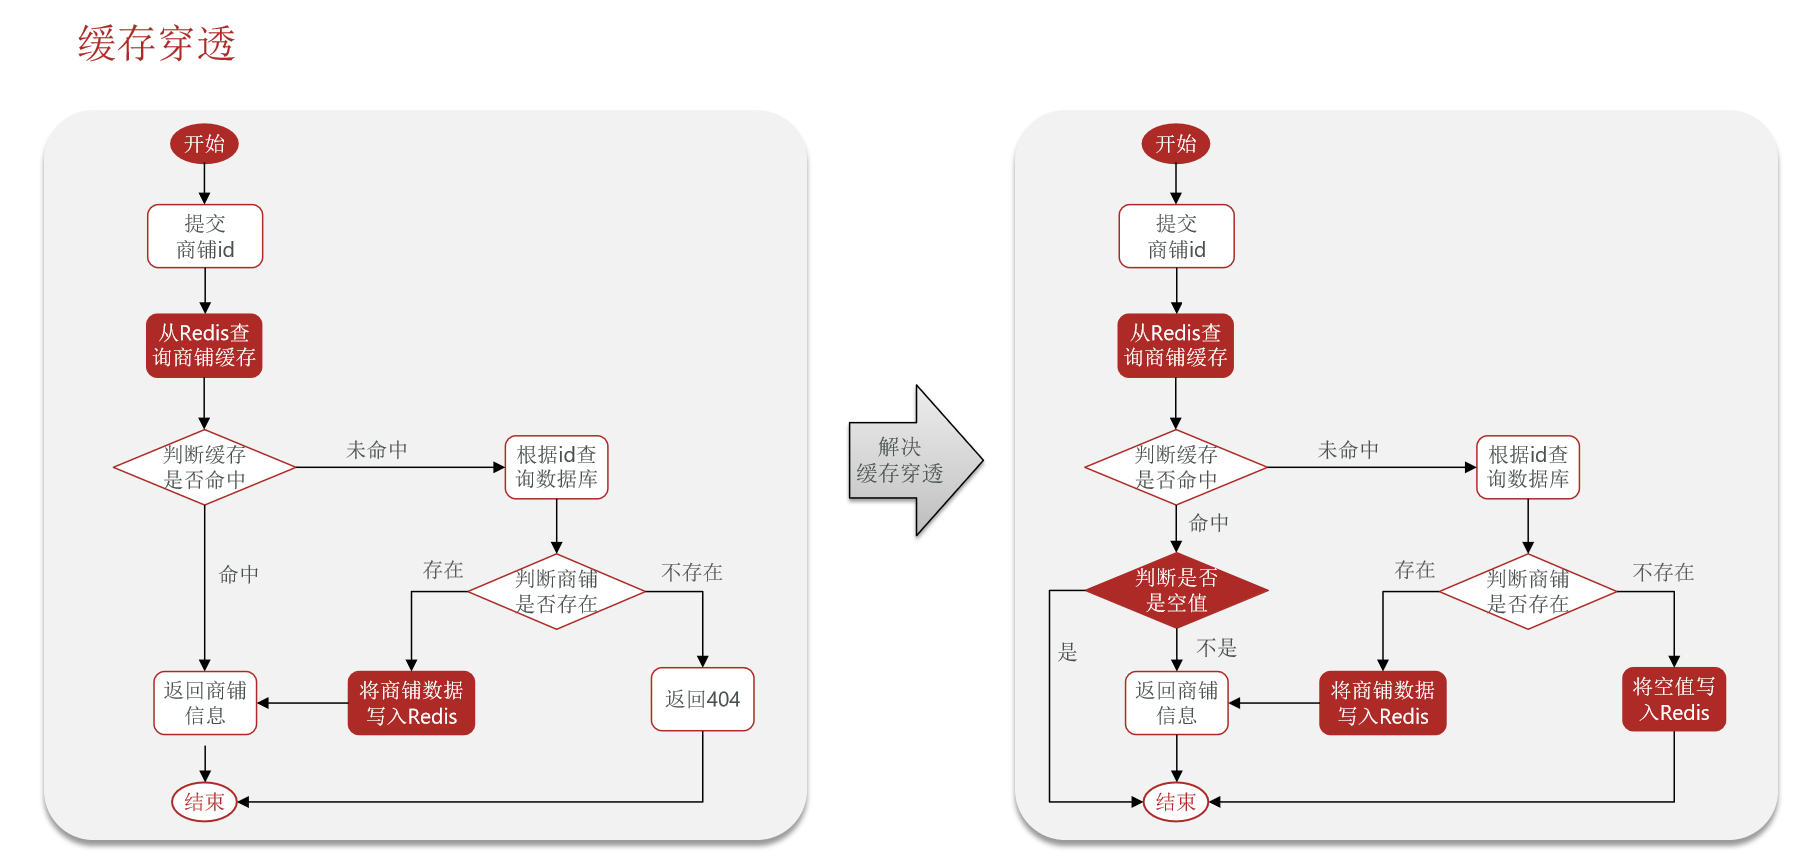 缓存穿透
开始
提交
商铺id
从Redis查
询商铺缓存
判断缓存
是否命中
未命中
根据id查
询数据库
命中
存在
判断商铺
是否存在
不存在
返回商铺
信息
将商铺数据
写入Redis
返回404
结束
解决
缓存穿透
开始
提交
商铺id
从Redis查
询商铺缓存
判断缓存
是否命中
未命中
根据id查
询数据库
命中
判断是否
是空值
存在
判断商铺
是否存在
不存在
是
不是
返回商铺
信息
将商铺数据
写入Redis
将空值写
入Redis
结束